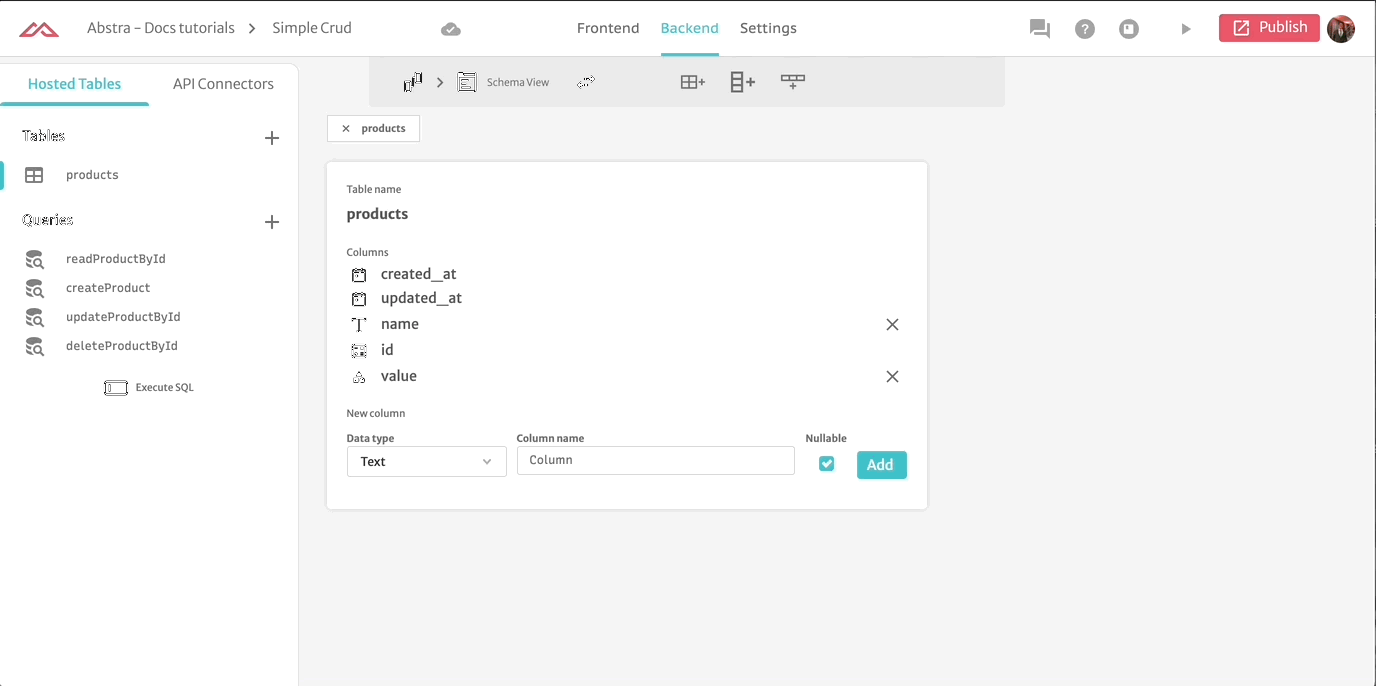 Abstra – Docs tutorials > Simple Crud
Frontend Backend Settings
Publish
Hosted Tables API Connectors
Schema View
Tables
products
Queries
readProductById
createProduct
updateProductById
deleteProductById
Execute SQL
products
Table name
products
Columns
created_at
updated_at
name
id
value
New column
Data type Column name Nullable
Text Column Add